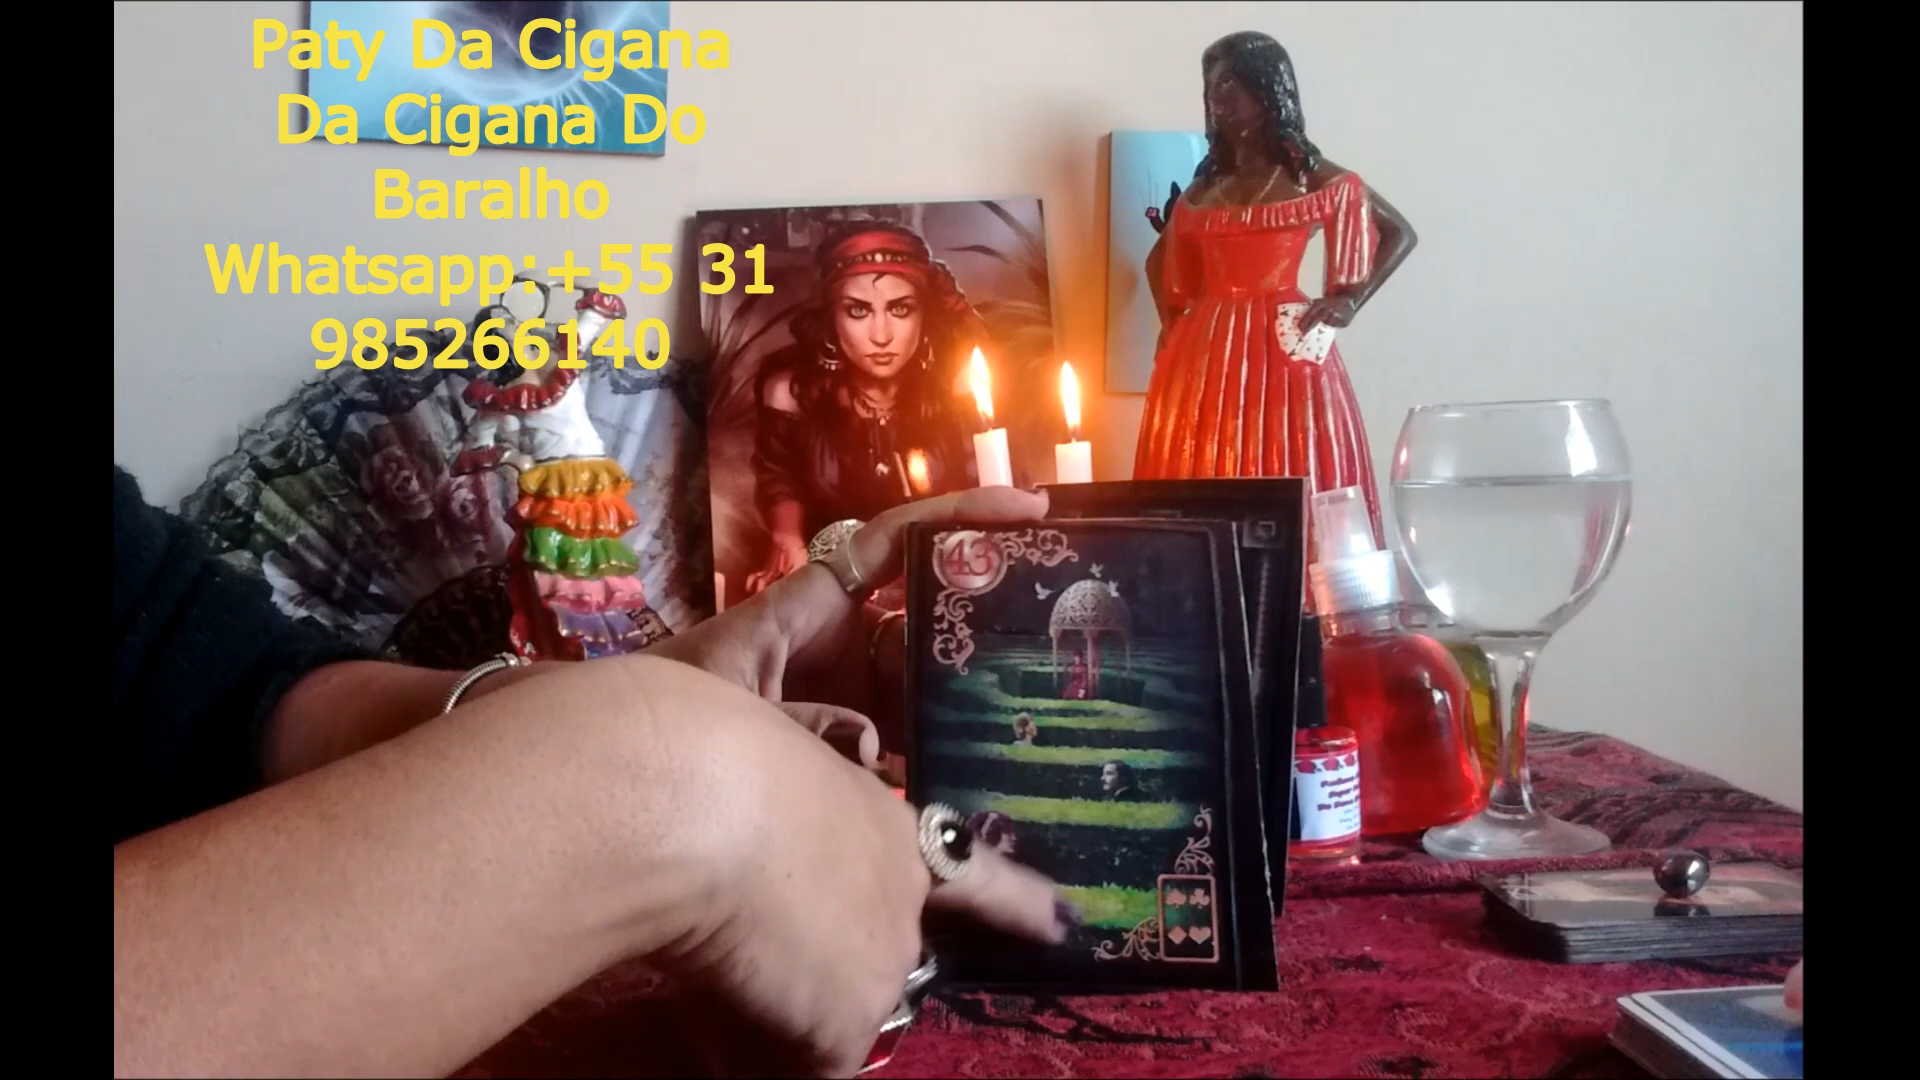 Paty Da Cigana
Da Cigana Do
Baralho
Whatsapp:+55 31
985266140
43